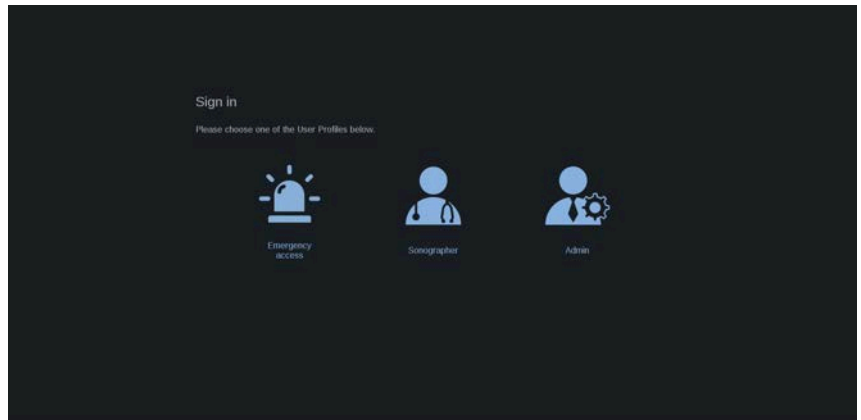 Sign in
Please choose one of the User Profiles below.
Emergency
access
Sonographer
Admin